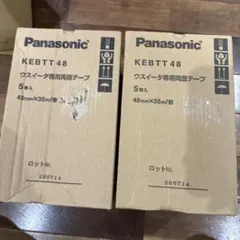 Panasonic
KEBTT48
ウスイータ専用両面テープ
5巻入
48mm×35m/巻
ロットNo.
280714
Panasonic
KEBTT48
ウスイータ専用両面テープ
5巻入
48mm×35m/巻
ロットNo.
280714